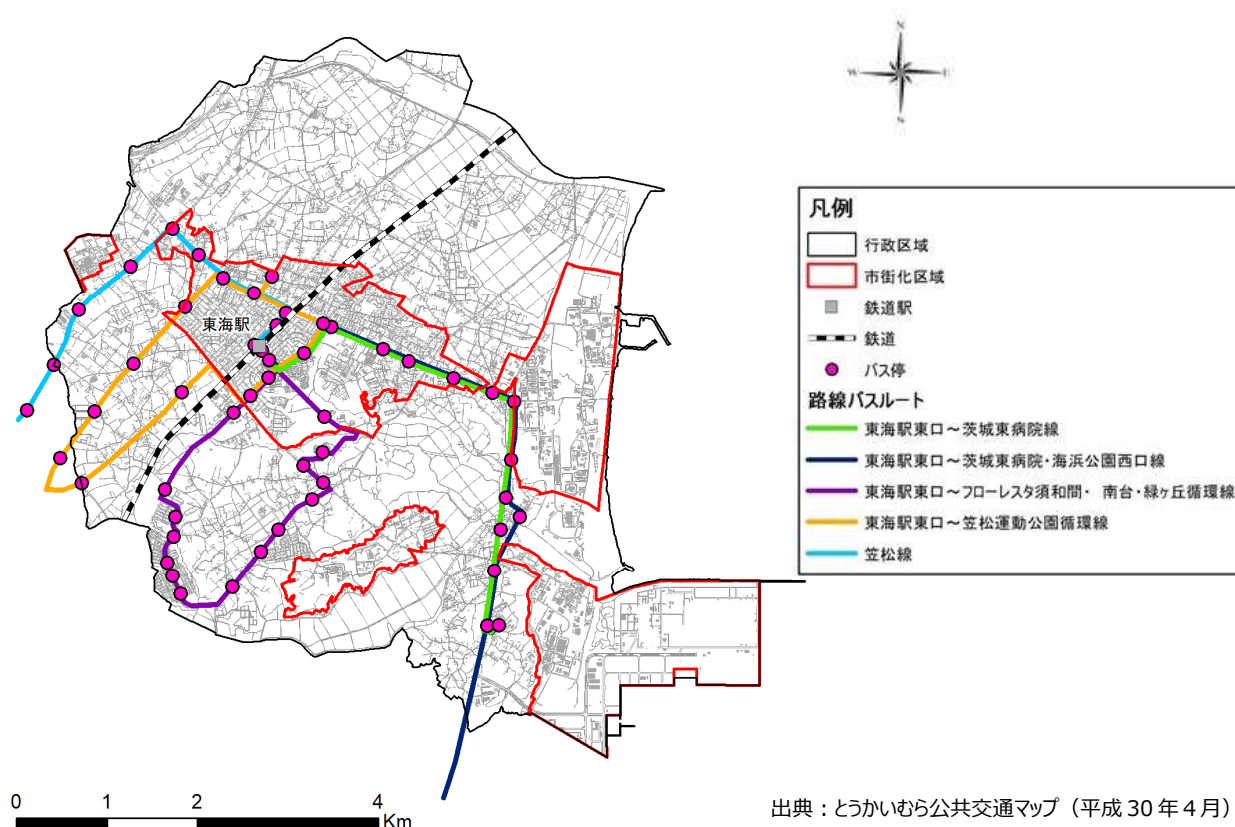 N
W E
S
凡例
行政区域
市街化区域
鉄道駅
鉄道
バス停
路線バスルート
東海駅東口～茨城東病院線
東海駅東口～茨城東病院・海浜公園西口線
東海駅東口～フローレスタ須和間・ 南台・緑ヶ丘循環線
東海駅東口～笠松運動公園循環線
笠松線
東海駅
0 1 2 4
Km
出典：とうかいむら公共交通マップ（平成 30 年 4 月）